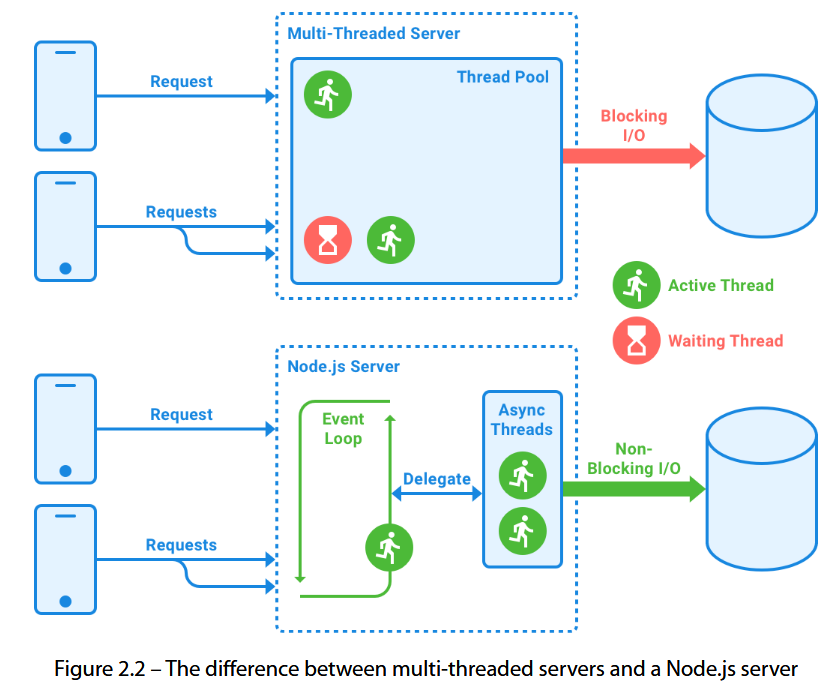 Multi-Threaded Server
Request
Thread Pool
Blocking
I/O
Requests
Active Thread
Waiting Thread
Node.js Server
Request
Event
Loop
Async
Threads
Delegate
Non-
Blocking I/O
Requests
Figure 2.2 – The difference between multi-threaded servers and a Node.js server